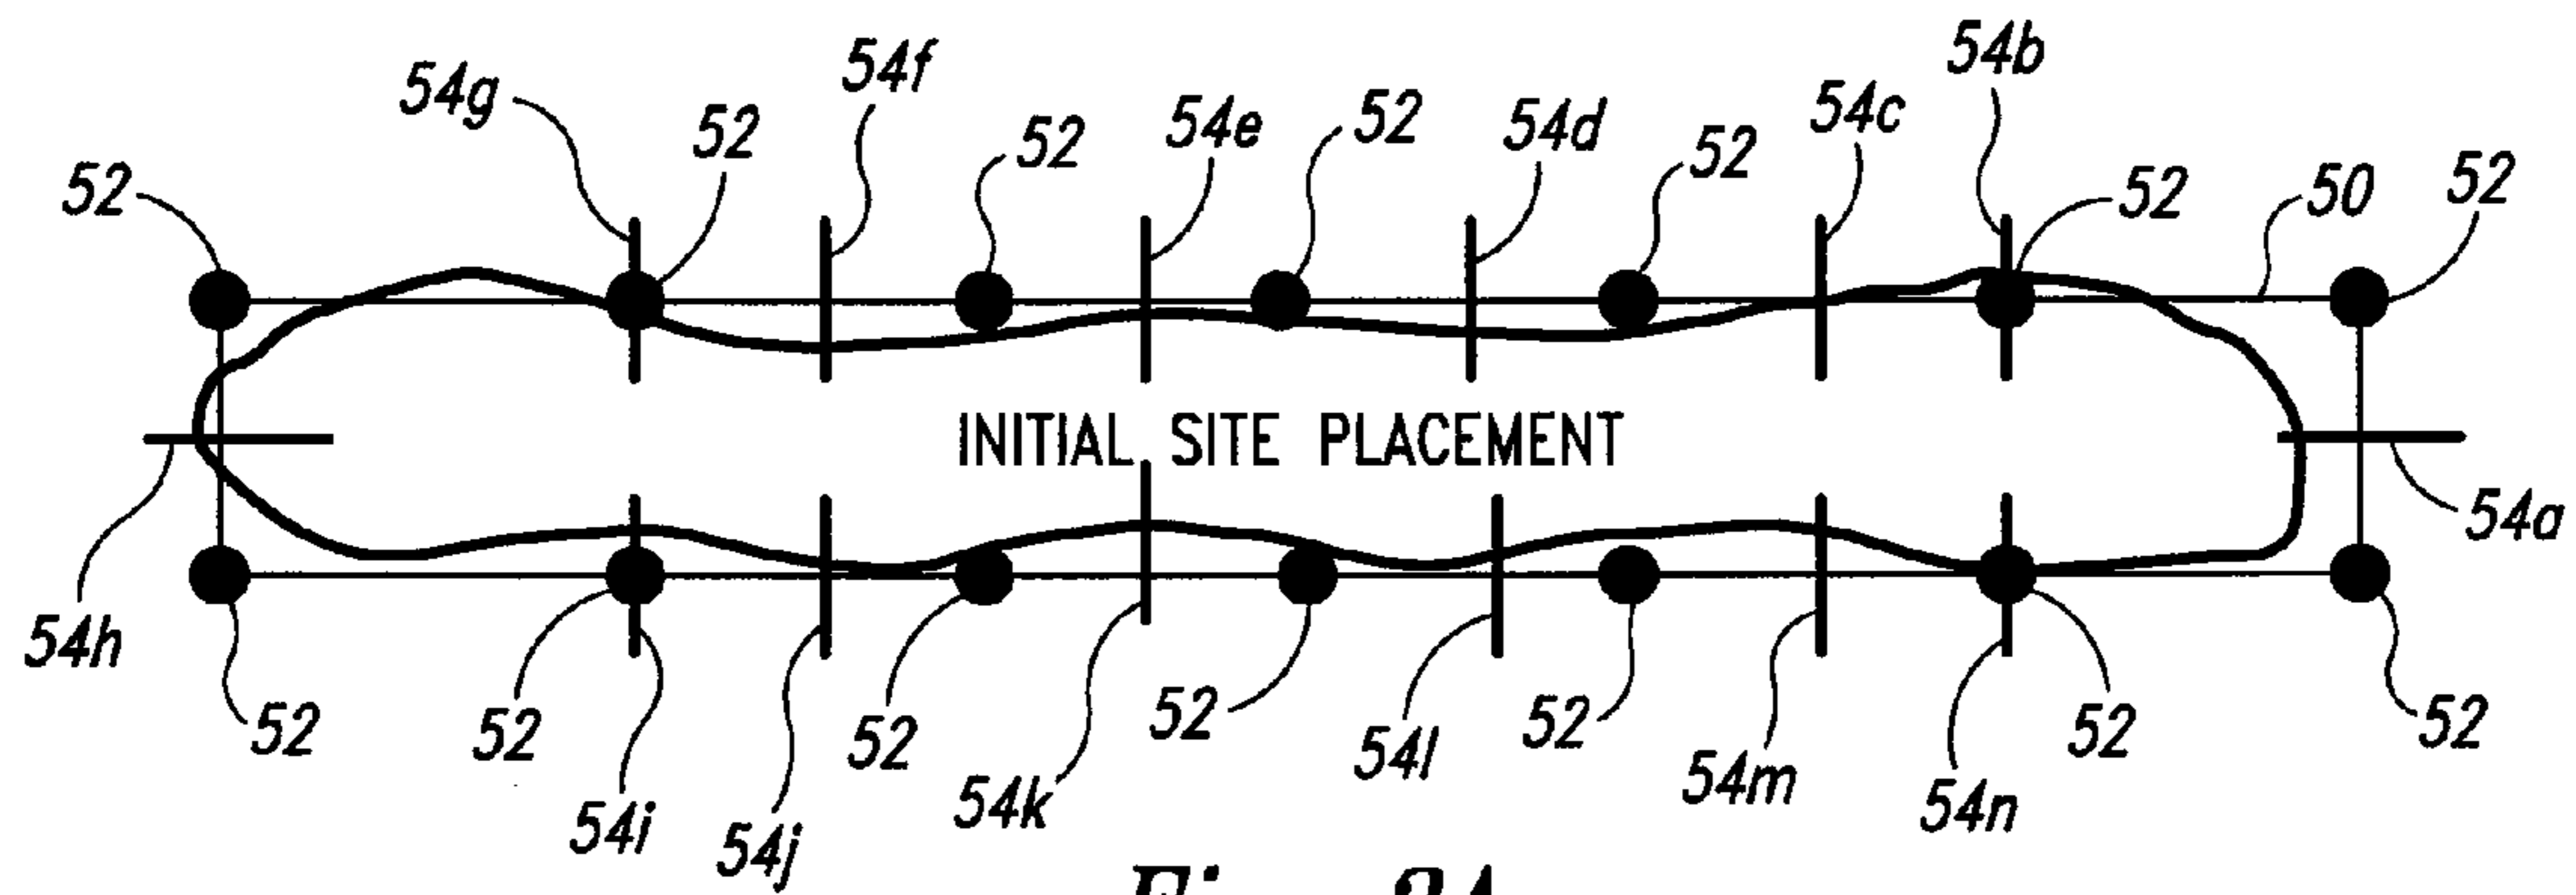 54g 54f 54b
52 52 54e 52 54d 52 54c 52 50 52
52
INITIAL SITE PLACEMENT
54h 54a
52 52 52 52 54l 52 54m 52 52
54i 54j 54k 54n